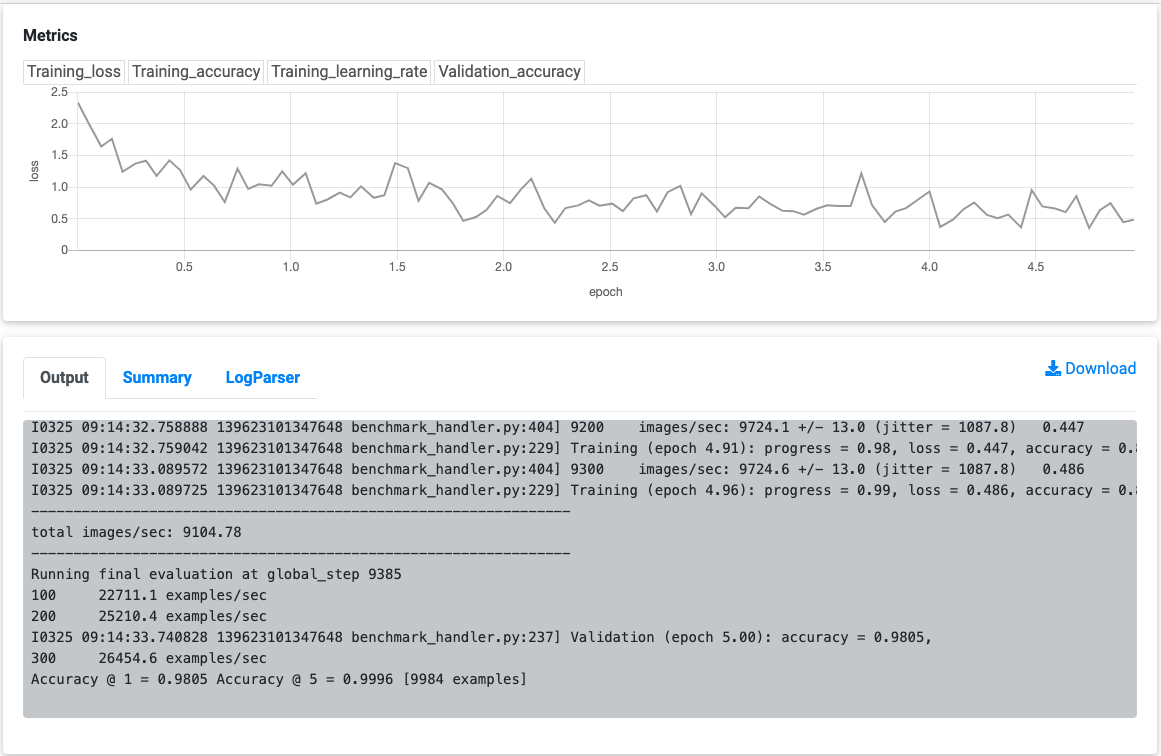 Metrics
Training_loss Training_accuracy Training_learning_rate Validation_accuracy
2.5
2.0
1.5
1.0
0.5
0
loss
0.5 1.0 1.5 2.0 2.5 3.0 3.5 4.0 4.5
epoch
Output Summary LogParser Download
I0325 09:14:32.758888 139623101347648 benchmark_handler.py:404] 9200 images/sec: 9724.1 +/- 13.0 (jitter = 1087.8) 0.447
I0325 09:14:32.759042 139623101347648 benchmark_handler.py:229] Training (epoch 4.91): progress = 0.98, loss = 0.447, accuracy = 0.
I0325 09:14:33.089572 139623101347648 benchmark_handler.py:404] 9300 images/sec: 9724.6 +/- 13.0 (jitter = 1087.8) 0.486
I0325 09:14:33.089725 139623101347648 benchmark_handler.py:229] Training (epoch 4.96): progress = 0.99, loss = 0.486, accuracy = 0.
----------------------------------------------------------------
total images/sec: 9104.78
----------------------------------------------------------------
Running final evaluation at global_step 9385
100 22711.1 examples/sec
200 25210.4 examples/sec
I0325 09:14:33.740828 139623101347648 benchmark_handler.py:237] Validation (epoch 5.00): accuracy = 0.9805,
300 26454.6 examples/sec
Accuracy @ 1 = 0.9805 Accuracy @ 5 = 0.9996 [9984 examples]